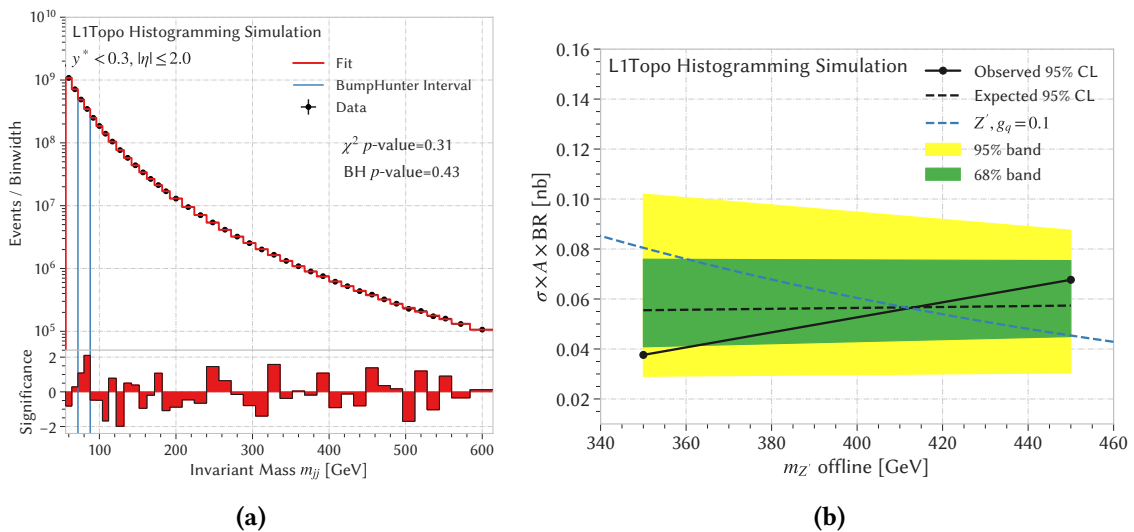 L1Topo Histogramming Simulation
y* < 0.3, |η| ≤ 2.0
Fit
BumpHunter Interval
Data
χ² p-value=0.31
BH p-value=0.43
Events / Binwidth
10¹⁰
10⁹
10⁸
10⁷
10⁶
10⁵
Significance
2
0
−2
100 200 300 400 500 600
Invariant Mass mjj [GeV]
(a)
L1Topo Histogramming Simulation
Observed 95% CL
Expected 95% CL
Z′, gq = 0.1
95% band
68% band
σ × A × BR [nb]
0.16
0.14
0.12
0.10
0.08
0.06
0.04
0.02
340 360 380 400 420 440 460
mZ′ offline [GeV]
(b)